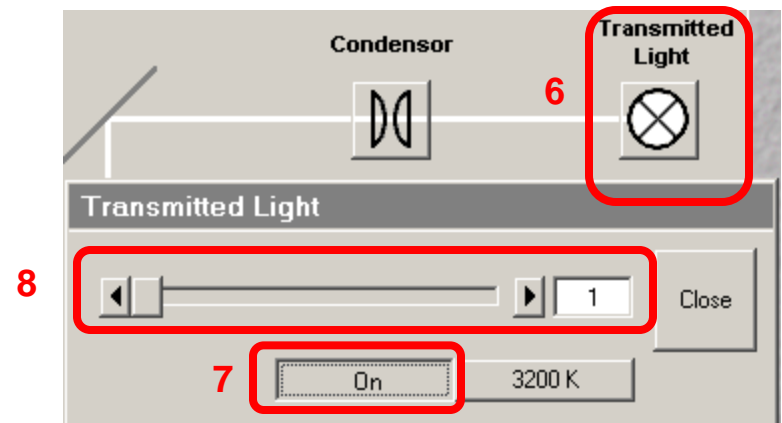 Condensor
Transmitted
Light
6
Transmitted Light
8
1
Close
7
On
3200 K